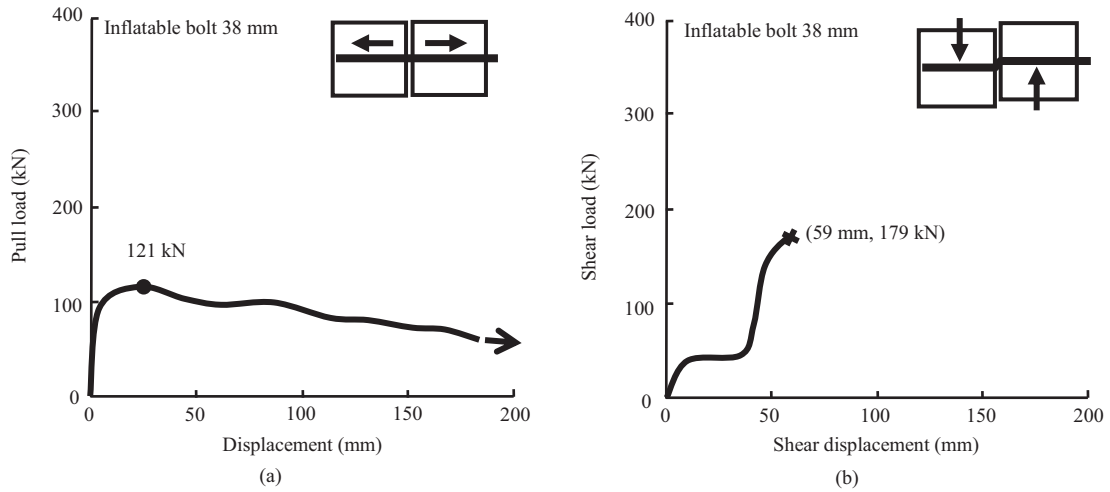 400
Inflatable bolt 38 mm
300
200
121 kN
100
0
Pull load (kN)
0 50 100 150 200
Displacement (mm)
(a)
400
Inflatable bolt 38 mm
300
200
(59 mm, 179 kN)
100
0
Shear load (kN)
0 50 100 150 200
Shear displacement (mm)
(b)